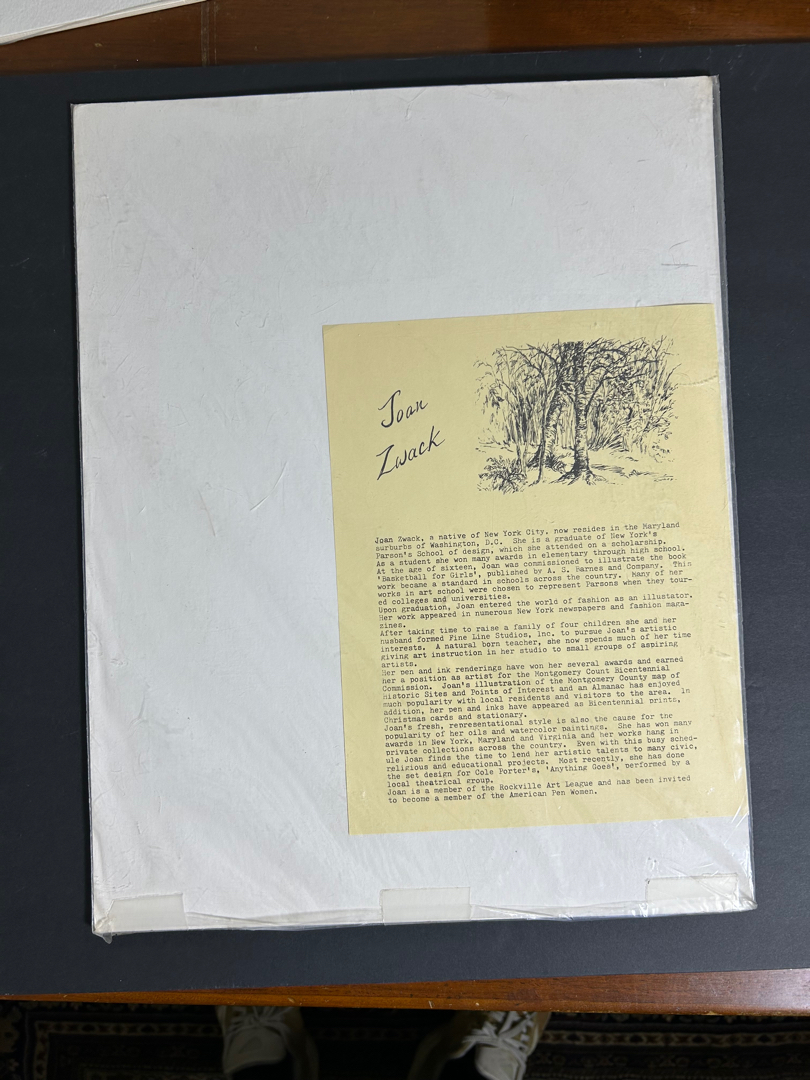 Joan
Zwack
Joan Zwack, a native of New York City, now resides in the Maryland
surburbs of Washington, D.C. She is a graduate of New York's
Parson's School of design, which she attended on a scholarship.
As a student she won many awards in elementary through high school.
At the age of sixteen, Joan was commissioned to illustrate the book
'Basketball for Girls', published by A. S. Barnes and Company. This
work became a standard in schools across the country. Many of her
works in art school were chosen to represent Parsons when they tour-
ed colleges and universities.
Upon graduation, Joan entered the world of fashion as an illustator.
Her work appeared in numerous New York newspapers and fashion maga-
zines.
After taking time to raise a family of four children she and her
husband formed Fine Line Studios, Inc. to pursue Joan's artistic
interests. A natural born teacher, she now spends much of her time
giving art instruction in her studio to small groups of aspiring
artists.
Her pen and ink renderings have won her several awards and earned
her a position as artist for the Montgomery Count Bicentennial
Commission. Joan's illustration of the Montgomery County map of
Historic Sites and Points of Interest and an Almanac has enjoyed
much popularity with local residents and visitors to the area. In
addition, her pen and inks have appeared as Bicentennial prints,
Christmas cards and stationary.
Joan's fresh, representational style is also the cause for the
popularity of her oils and watercolor paintings. She has won many
awards in New York, Maryland and Virginia and her works hang in
private collections across the country. Even with this busy sched-
ule Joan finds the time to lend her artistic talents to many civic,
religious and educational projects. Most recently, she has done
the set design for Cole Porter's, 'Anything Goes', performed by a
local theatrical group.
Joan is a member of the Rockville Art League and has been invited
to become a member of the American Pen Women.